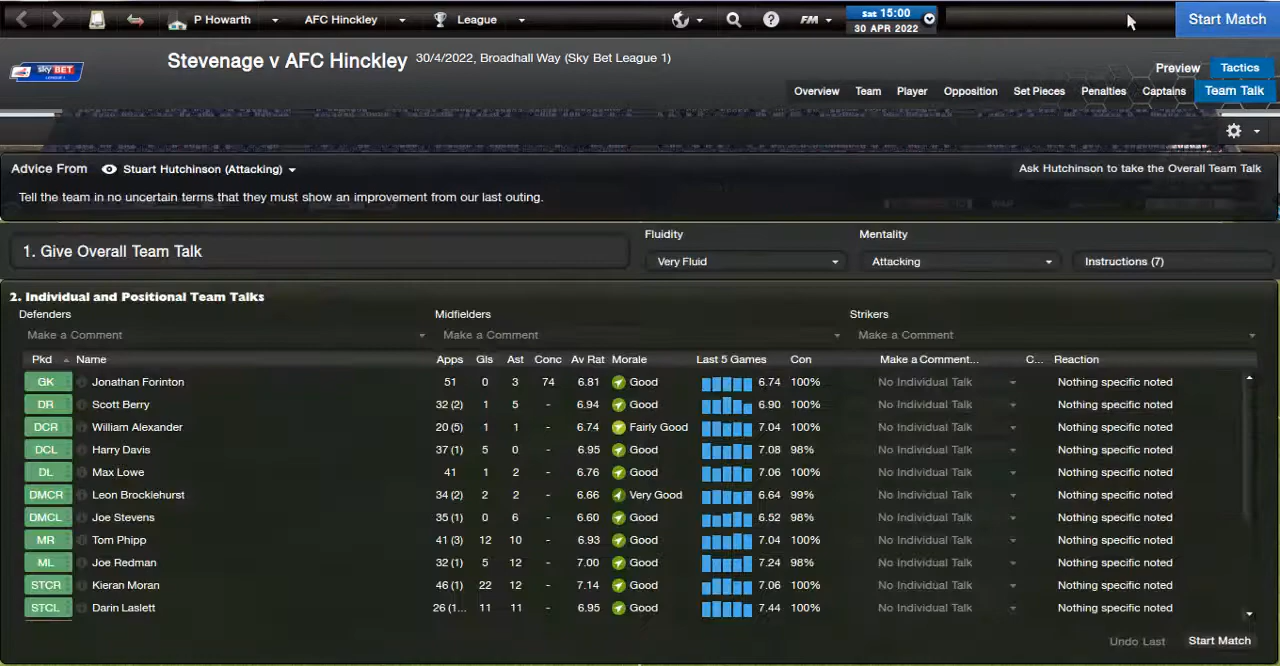 P Howarth AFC Hinckley League FM Sat 15:00 30 APR 2022 Start Match
sky BET Stevenage v AFC Hinckley 30/4/2022, Broadhall Way (Sky Bet League 1)
Preview Tactics
Overview Team Player Opposition Set Pieces Penalties Captains Team Talk
Advice From Stuart Hutchinson (Attacking) Ask Hutchinson to take the Overall Team Talk
Tell the team in no uncertain terms that they must show an improvement from our last outing.
Fluidity Mentality
1. Give Overall Team Talk Very Fluid Attacking Instructions (7)
2. Individual and Positional Team Talks
Defenders Midfielders Strikers
Make a Comment Make a Comment Make a Comment
Pkd Name Apps Gls Ast Conc Av Rat Morale Last 5 Games Con Make a Comment... C... Reaction
GK Jonathan Forinton 51 0 3 74 6.81 Good 6.74 100% No Individual Talk Nothing specific noted
DR Scott Berry 32 (2) 1 5 - 6.94 Good 6.90 100% No Individual Talk Nothing specific noted
DCR William Alexander 20 (5) 1 1 - 6.74 Fairly Good 7.04 100% No Individual Talk Nothing specific noted
DCL Harry Davis 37 (1) 5 0 - 6.95 Good 7.08 98% No Individual Talk Nothing specific noted
DL Max Lowe 41 1 2 - 6.76 Good 7.06 100% No Individual Talk Nothing specific noted
DMCR Leon Brocklehurst 34 (2) 2 2 - 6.66 Very Good 6.64 99% No Individual Talk Nothing specific noted
DMCL Joe Stevens 35 (1) 0 6 - 6.60 Good 6.52 98% No Individual Talk Nothing specific noted
MR Tom Phipp 41 (3) 12 10 - 6.93 Good 7.04 100% No Individual Talk Nothing specific noted
ML Joe Redman 32 (1) 5 12 - 7.00 Good 7.24 98% No Individual Talk Nothing specific noted
STCR Kieran Moran 46 (1) 22 12 - 7.14 Good 7.06 100% No Individual Talk Nothing specific noted
STCL Darin Laslett 26 (1... 11 11 - 6.95 Good 7.44 100% No Individual Talk Nothing specific noted
Undo Last Start Match